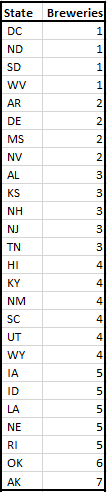 State Breweries
DC 1
ND 1
SD 1
WV 1
AR 2
DE 2
MS 2
NV 2
AL 3
KS 3
NH 3
NJ 3
TN 3
HI 4
KY 4
NM 4
SC 4
UT 4
WY 4
IA 5
ID 5
LA 5
NE 5
RI 5
OK 6
AK 7